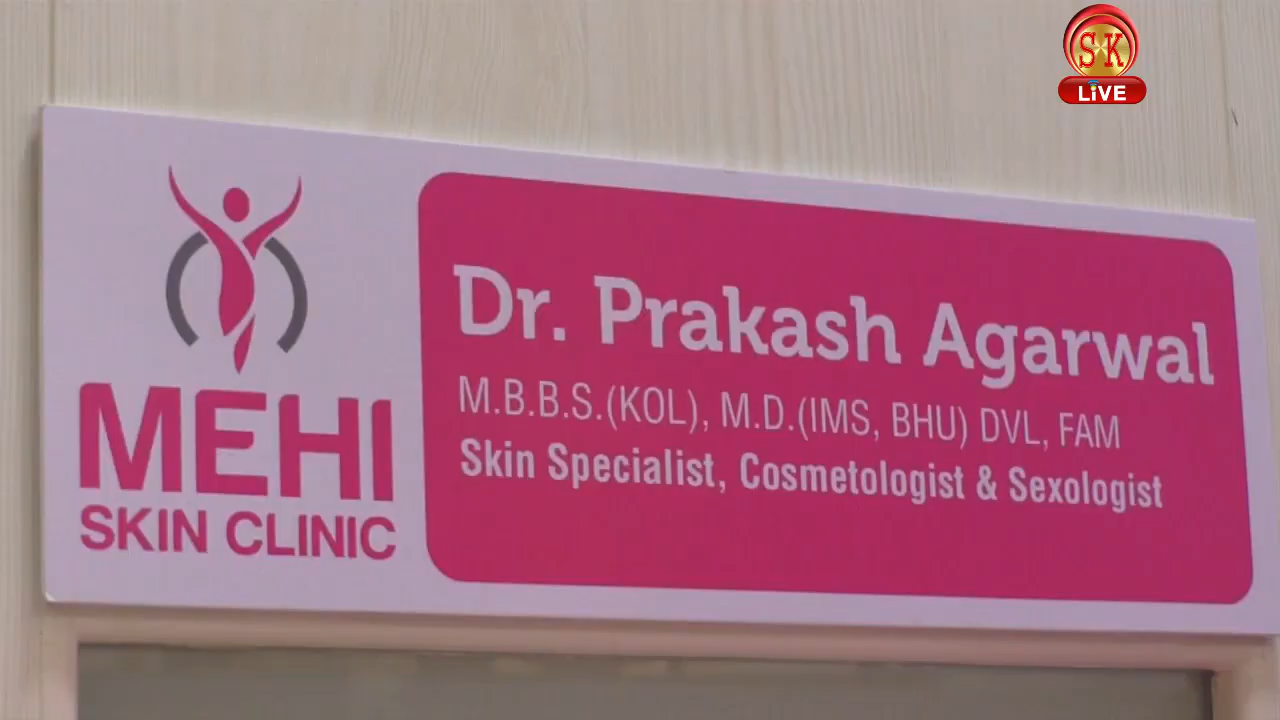 SK
LiVE
MEHI
SKIN CLINIC
Dr. Prakash Agarwal
M.B.B.S.(KOL), M.D.(IMS, BHU) DVL, FAM
Skin Specialist, Cosmetologist & Sexologist